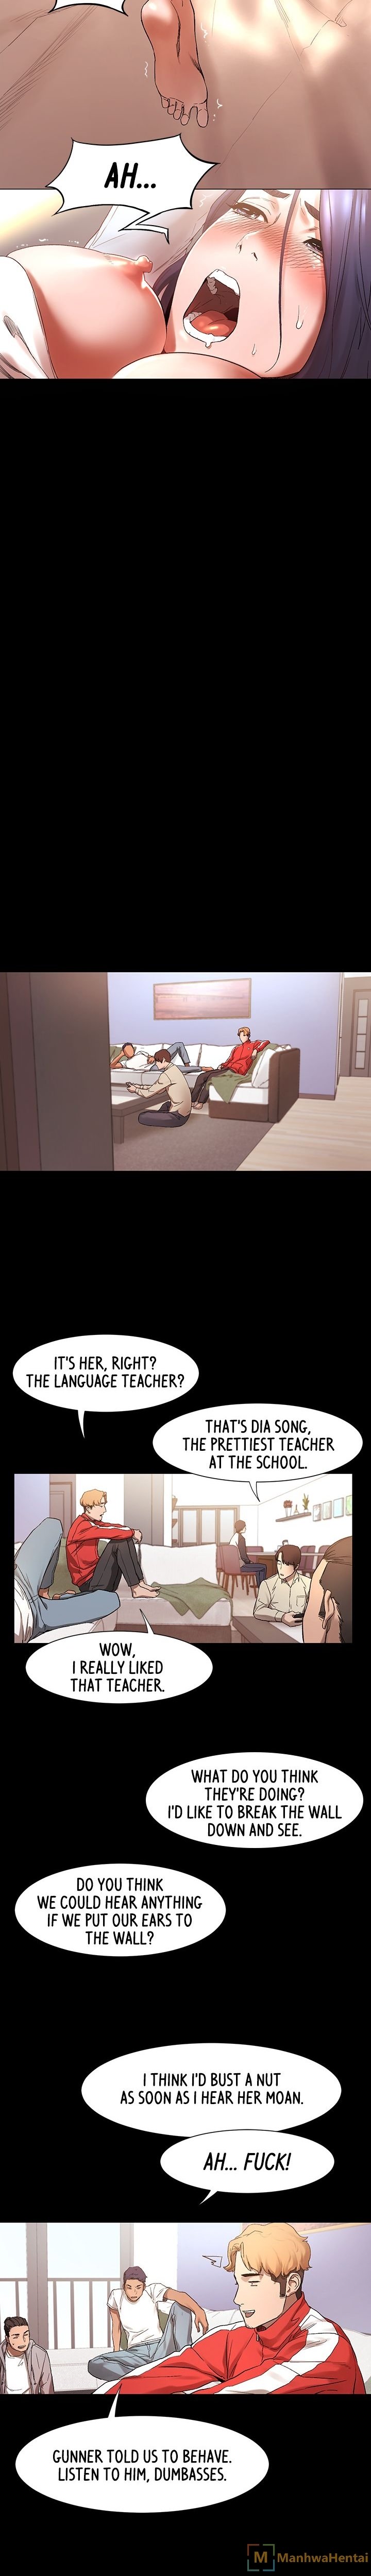 AH...
IT'S HER, RIGHT?
THE LANGUAGE TEACHER?
THAT'S DIA SONG,
THE PRETTIEST TEACHER
AT THE SCHOOL.
WOW,
I REALLY LIKED
THAT TEACHER.
WHAT DO YOU THINK
THEY'RE DOING?
I'D LIKE TO BREAK THE WALL
DOWN AND SEE.
DO YOU THINK
WE COULD HEAR ANYTHING
IF WE PUT OUR EARS TO
THE WALL?
I THINK I'D BUST A NUT
AS SOON AS I HEAR HER MOAN.
AH... FUCK!
GUNNER TOLD US TO BEHAVE.
LISTEN TO HIM, DUMBASSES.
M ManhwaHentai